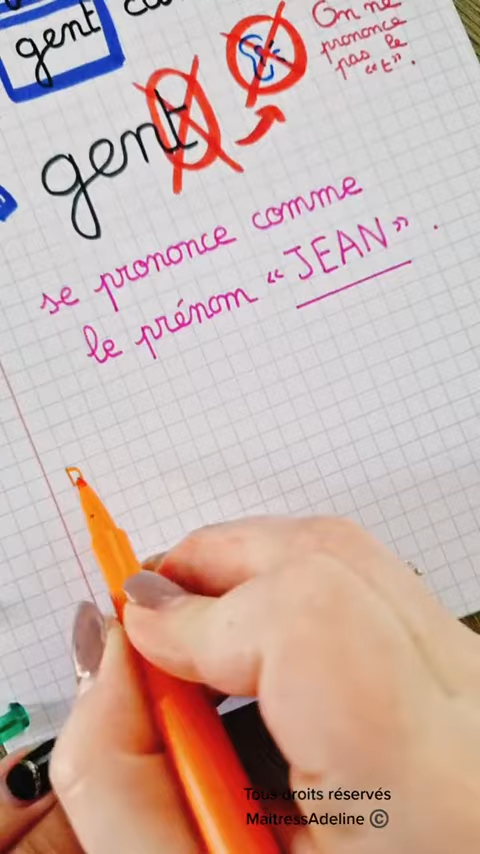 gent
On ne
prononce
pas le
"t".
gent
se prononce comme
le prénom "JEAN".
Tous droits réservés
MaitressAdeline ©